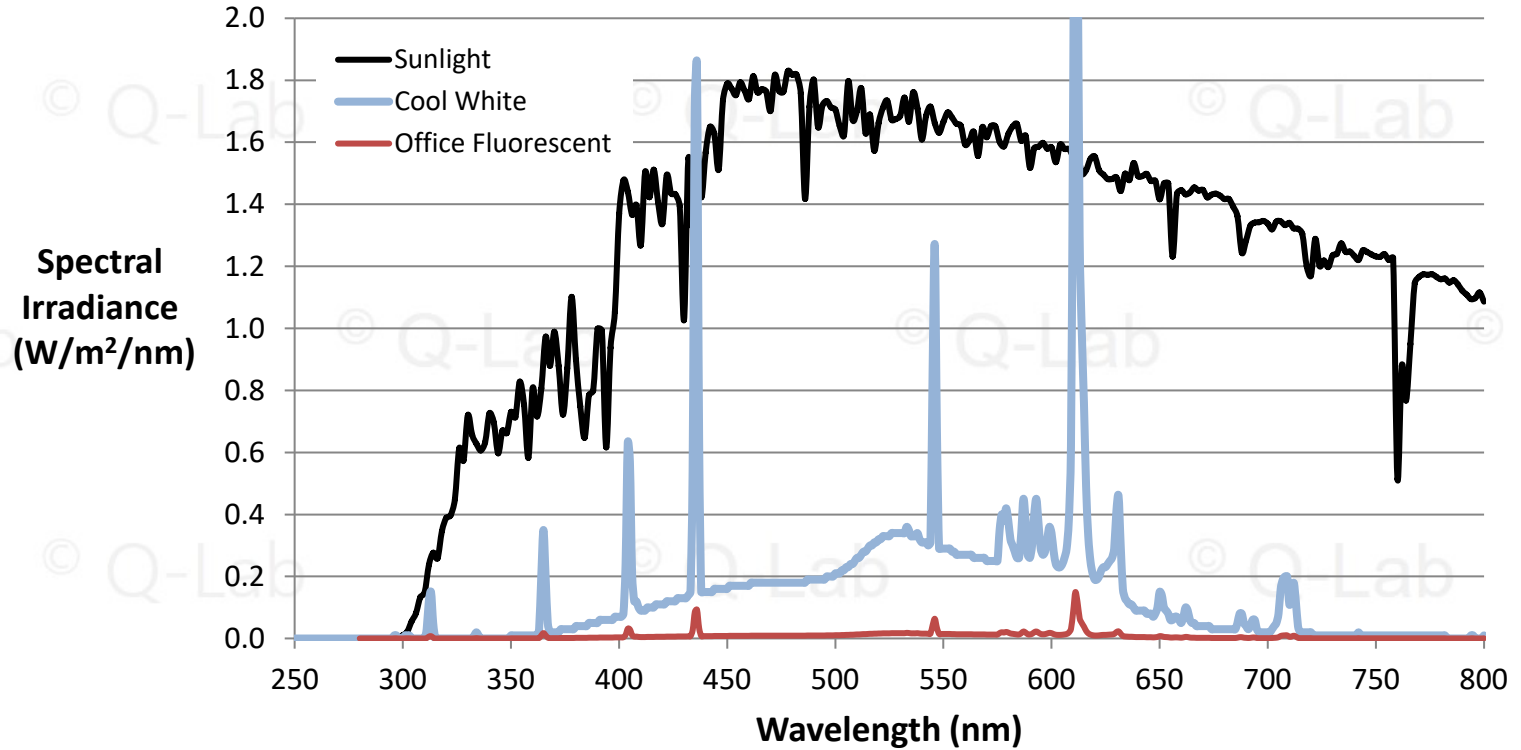 2.0
1.8
1.6
1.4
1.2
1.0
0.8
0.6
0.4
0.2
0.0
Spectral
Irradiance
(W/m²/nm)
Sunlight
Cool White
Office Fluorescent
250 300 350 400 450 500 550 600 650 700 750 800
Wavelength (nm)
© Q-Lab
© Q-Lab
© Q-Lab
© Q-Lab
© Q-Lab
©
© Q-Lab
© Q-Lab
© Q-Lab